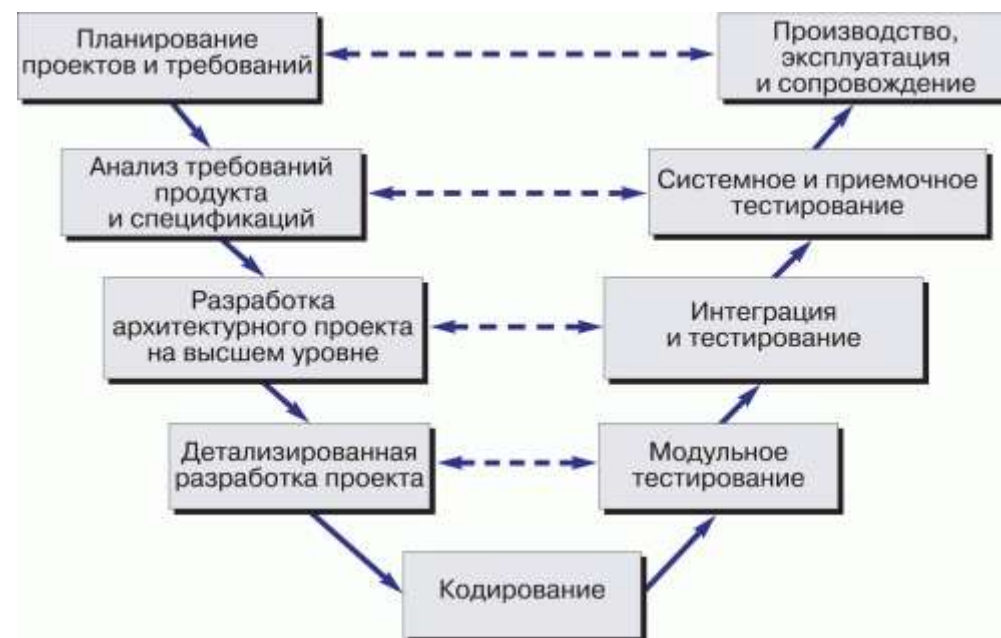 Планирование
проектов и требований
Производство,
эксплуатация
и сопровождение
Анализ требований
продукта
и спецификаций
Системное и приемочное
тестирование
Разработка
архитектурного проекта
на высшем уровне
Интеграция
и тестирование
Детализированная
разработка проекта
Модульное
тестирование
Кодирование